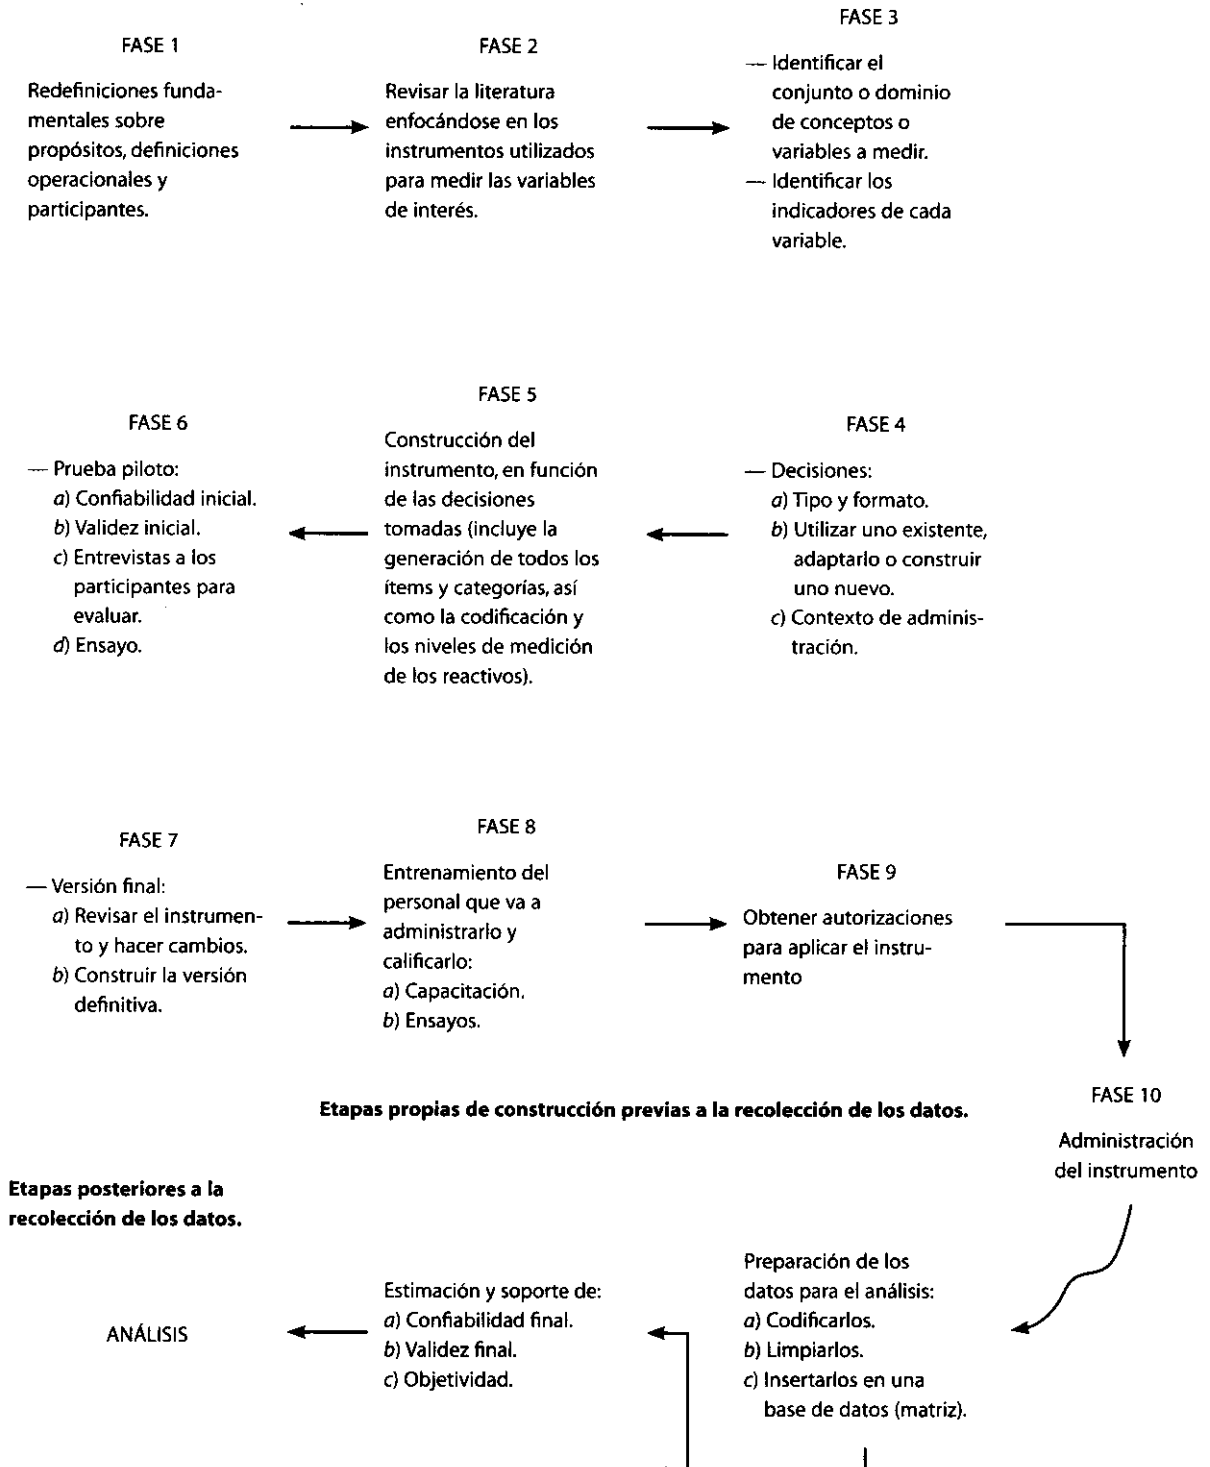 FASE 1
Redefiniciones funda-
mentales sobre
propósitos, definiciones
operacionales y
participantes.
FASE 2
Revisar la literatura
enfocándose en los
instrumentos utilizados
para medir las variables
de interés.
FASE 3
— Identificar el
conjunto o dominio
de conceptos o
variables a medir.
— Identificar los
indicadores de cada
variable.
FASE 4
— Decisiones:
a) Tipo y formato.
b) Utilizar uno existente,
adaptarlo o construir
uno nuevo.
c) Contexto de adminis-
tración.
FASE 5
Construcción del
instrumento, en función
de las decisiones
tomadas (incluye la
generación de todos los
ítems y categorías, así
como la codificación y
los niveles de medición
de los reactivos).
FASE 6
— Prueba piloto:
a) Confiabilidad inicial.
b) Validez inicial.
c) Entrevistas a los
participantes para
evaluar.
d) Ensayo.
FASE 7
— Versión final:
a) Revisar el instrumen-
to y hacer cambios.
b) Construir la versión
definitiva.
FASE 8
Entrenamiento del
personal que va a
administrarlo y
calificarlo:
a) Capacitación.
b) Ensayos.
FASE 9
Obtener autorizaciones
para aplicar el instru-
mento
Etapas propias de construcción previas a la recolección de los datos.
FASE 10
Administración
del instrumento
Etapas posteriores a la
recolección de los datos.
Preparación de los
datos para el análisis:
a) Codificarlos.
b) Limpiarlos.
c) Insertarlos en una
base de datos (matriz).
Estimación y soporte de:
a) Confiabilidad final.
b) Validez final.
c) Objetividad.
ANÁLISIS